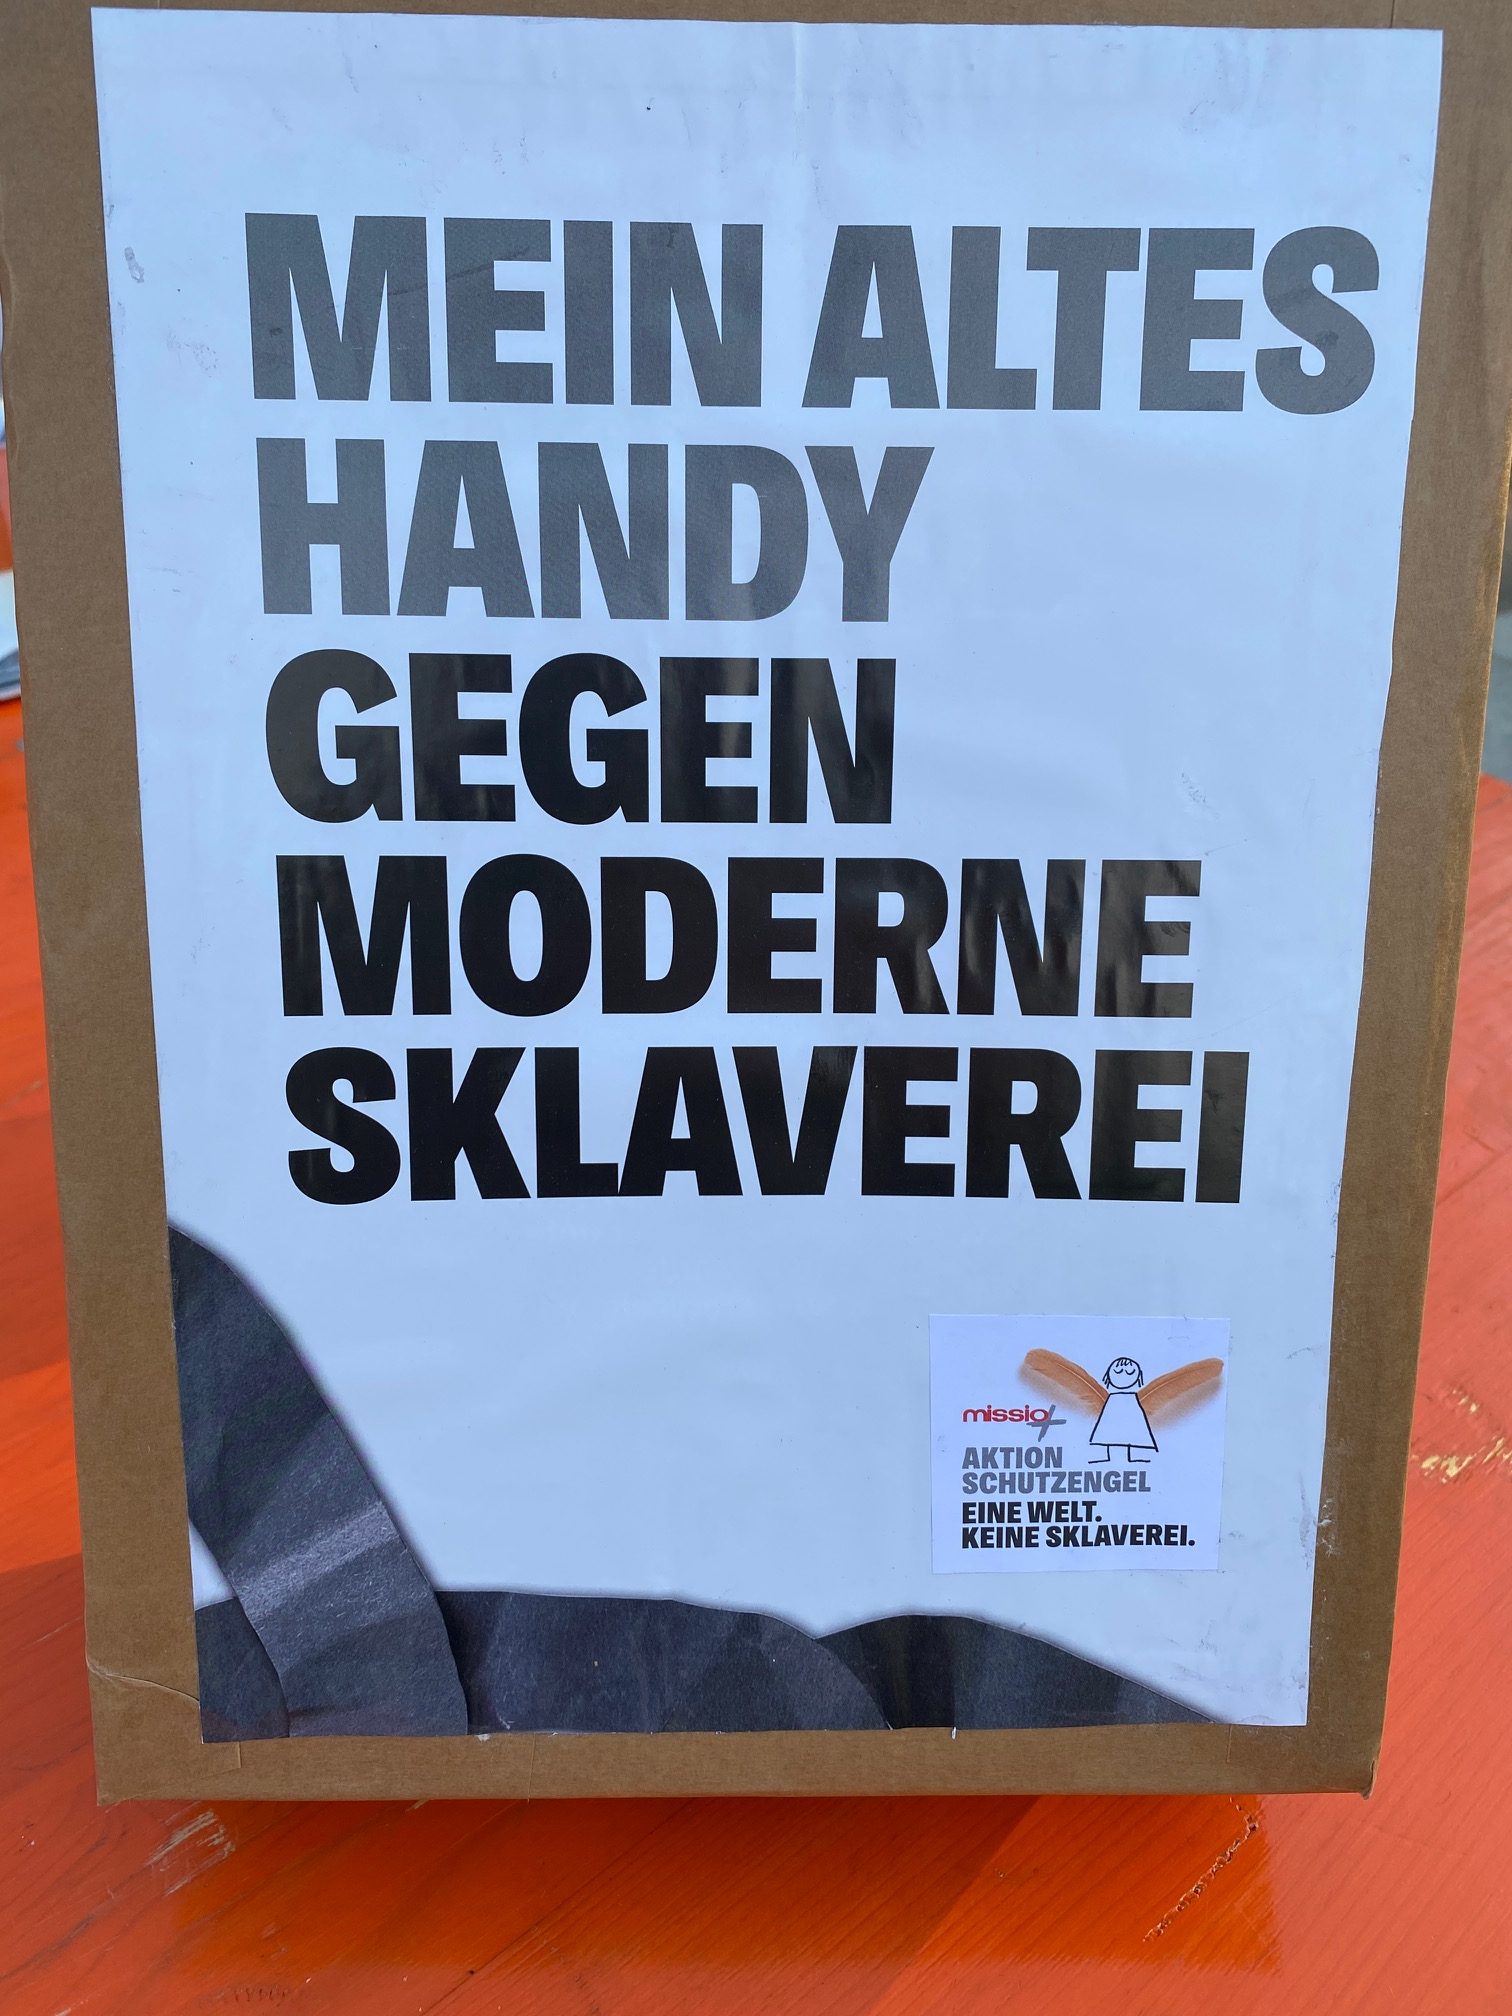 MEIN ALTES
HANDY
GEGEN
MODERNE
SKLAVEREI
missio
AKTION
SCHUTZENGEL
EINE WELT.
KEINE SKLAVEREI.